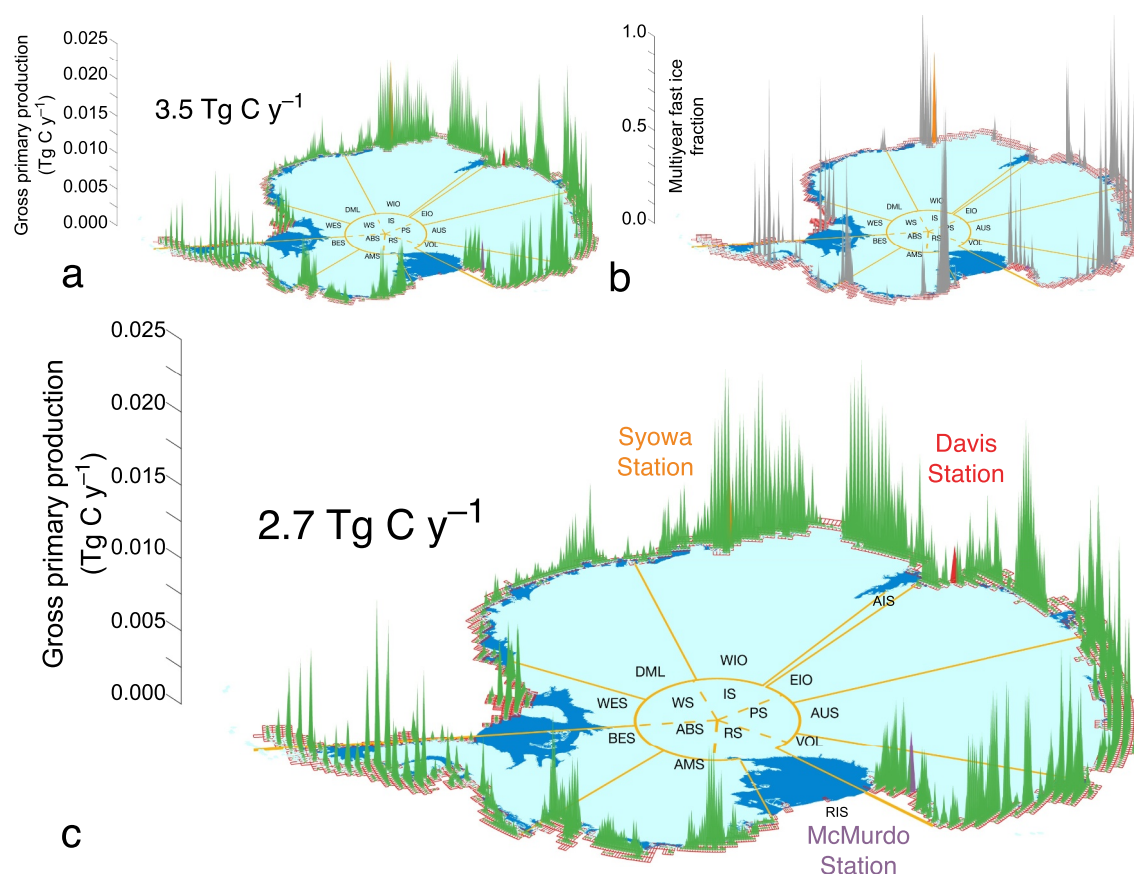 Gross primary production
(Tg C y⁻¹)
0.025
0.020
0.015
0.010
0.005
0.000
3.5 Tg C y⁻¹
DML
WIO
WES
WS
IS
EIO
BES
ABS
PS
AUS
RS
VOL
AMS
a
Multiyear fast ice
fraction
1.0
0.5
0.0
DML
WIO
WES
WS
IS
EIO
BES
ABS
PS
AUS
RS
VOL
AMS
b
Gross primary production
(Tg C y⁻¹)
0.025
0.020
0.015
0.010
0.005
0.000
2.7 Tg C y⁻¹
Syowa
Station
Davis
Station
AIS
DML
WIO
WES
WS
IS
EIO
BES
ABS
PS
AUS
RS
VOL
AMS
RIS
McMurdo
Station
c